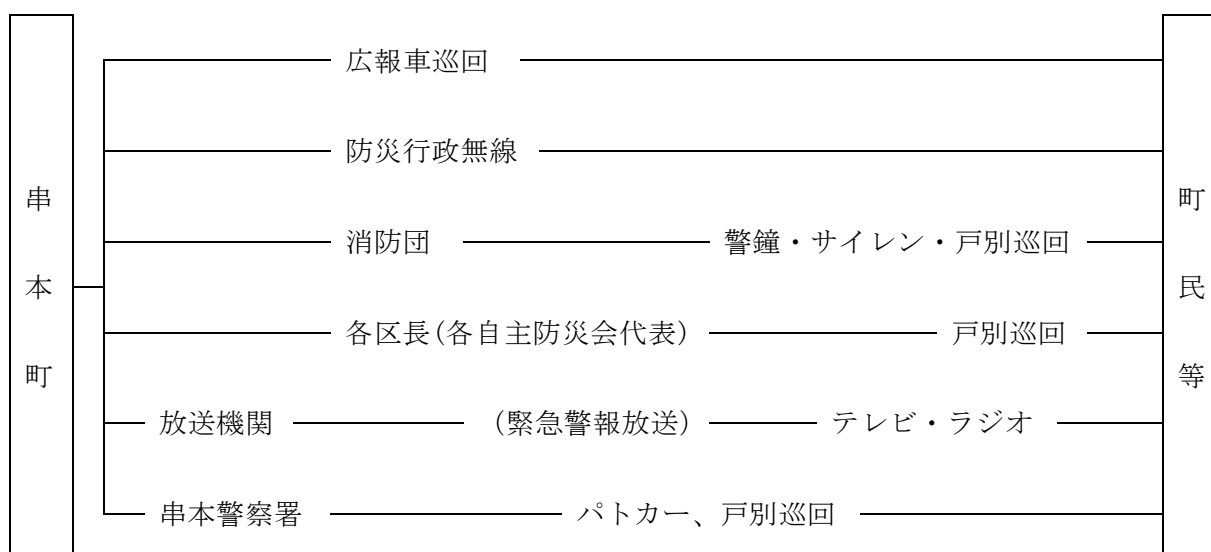 串本町
広報車巡回
防災行政無線
消防団 警鐘・サイレン・戸別巡回
各区長(各自主防災会代表) 戸別巡回
放送機関 (緊急警報放送) テレビ・ラジオ
串本警察署 パトカー、戸別巡回
町民等